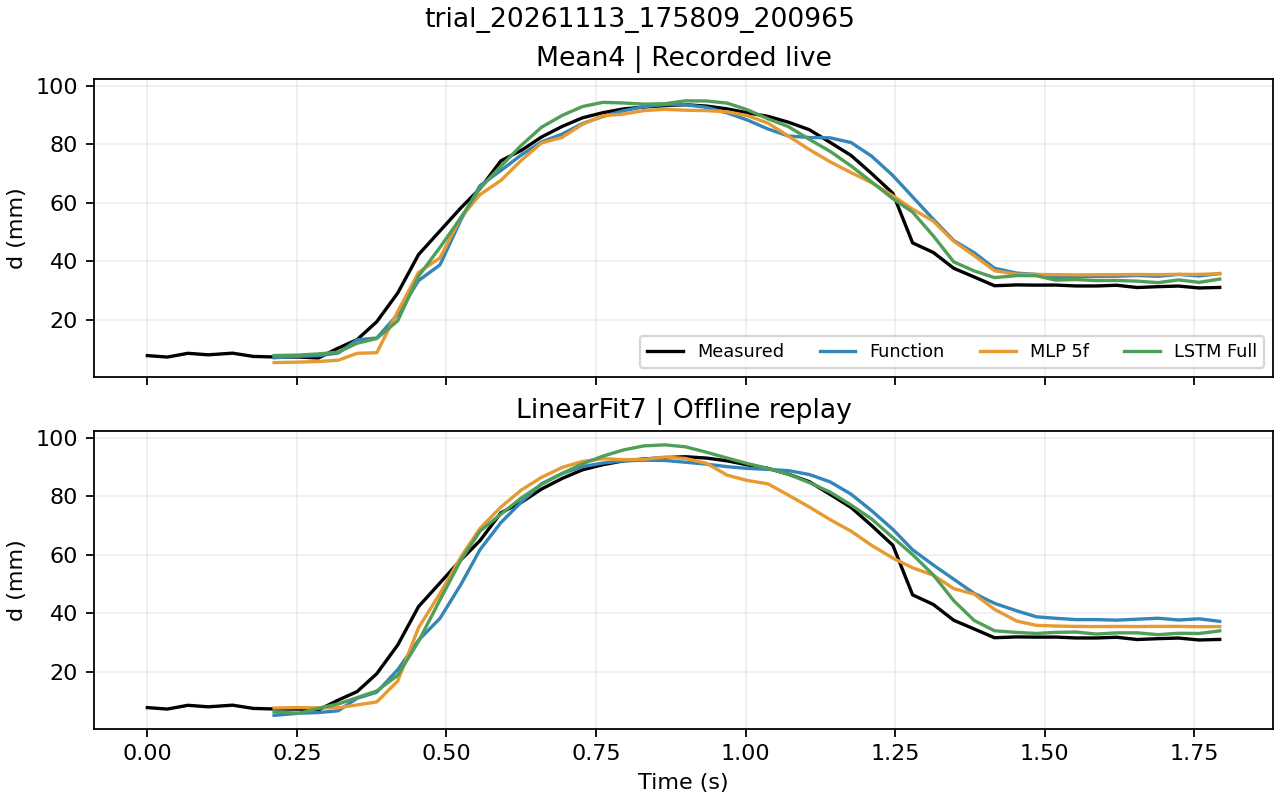 trial_20261113_175809_200965
Mean4 | Recorded live
100
80
60
40
20
d (mm)
Measured Function MLP 5f LSTM Full
LinearFit7 | Offline replay
100
80
60
40
20
d (mm)
0.00 0.25 0.50 0.75 1.00 1.25 1.50 1.75
Time (s)